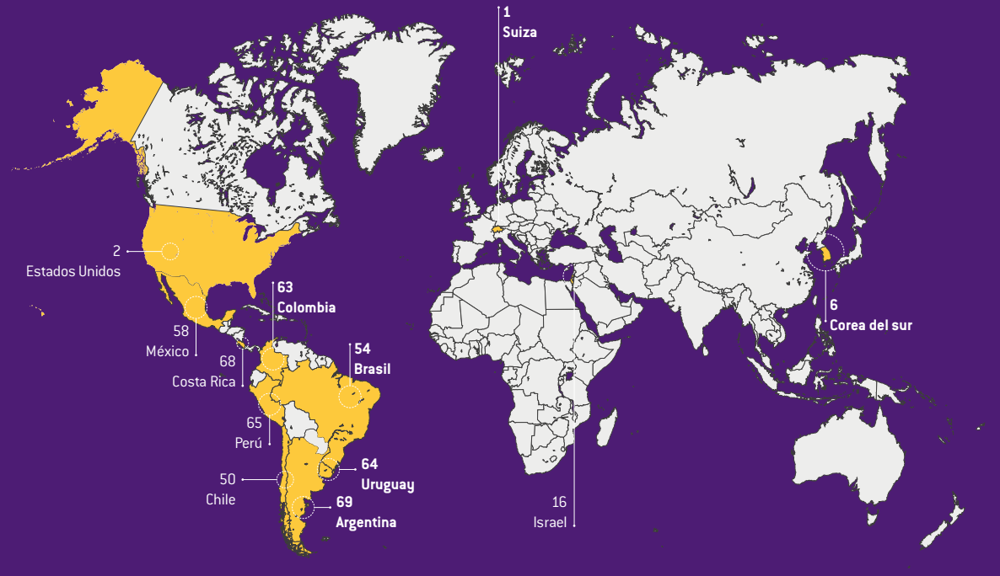 1
Suiza
2
Estados Unidos
63
Colombia
58
México
54
Brasil
68
Costa Rica
6
Corea del sur
65
Perú
64
Uruguay
50
Chile
69
Argentina
16
Israel